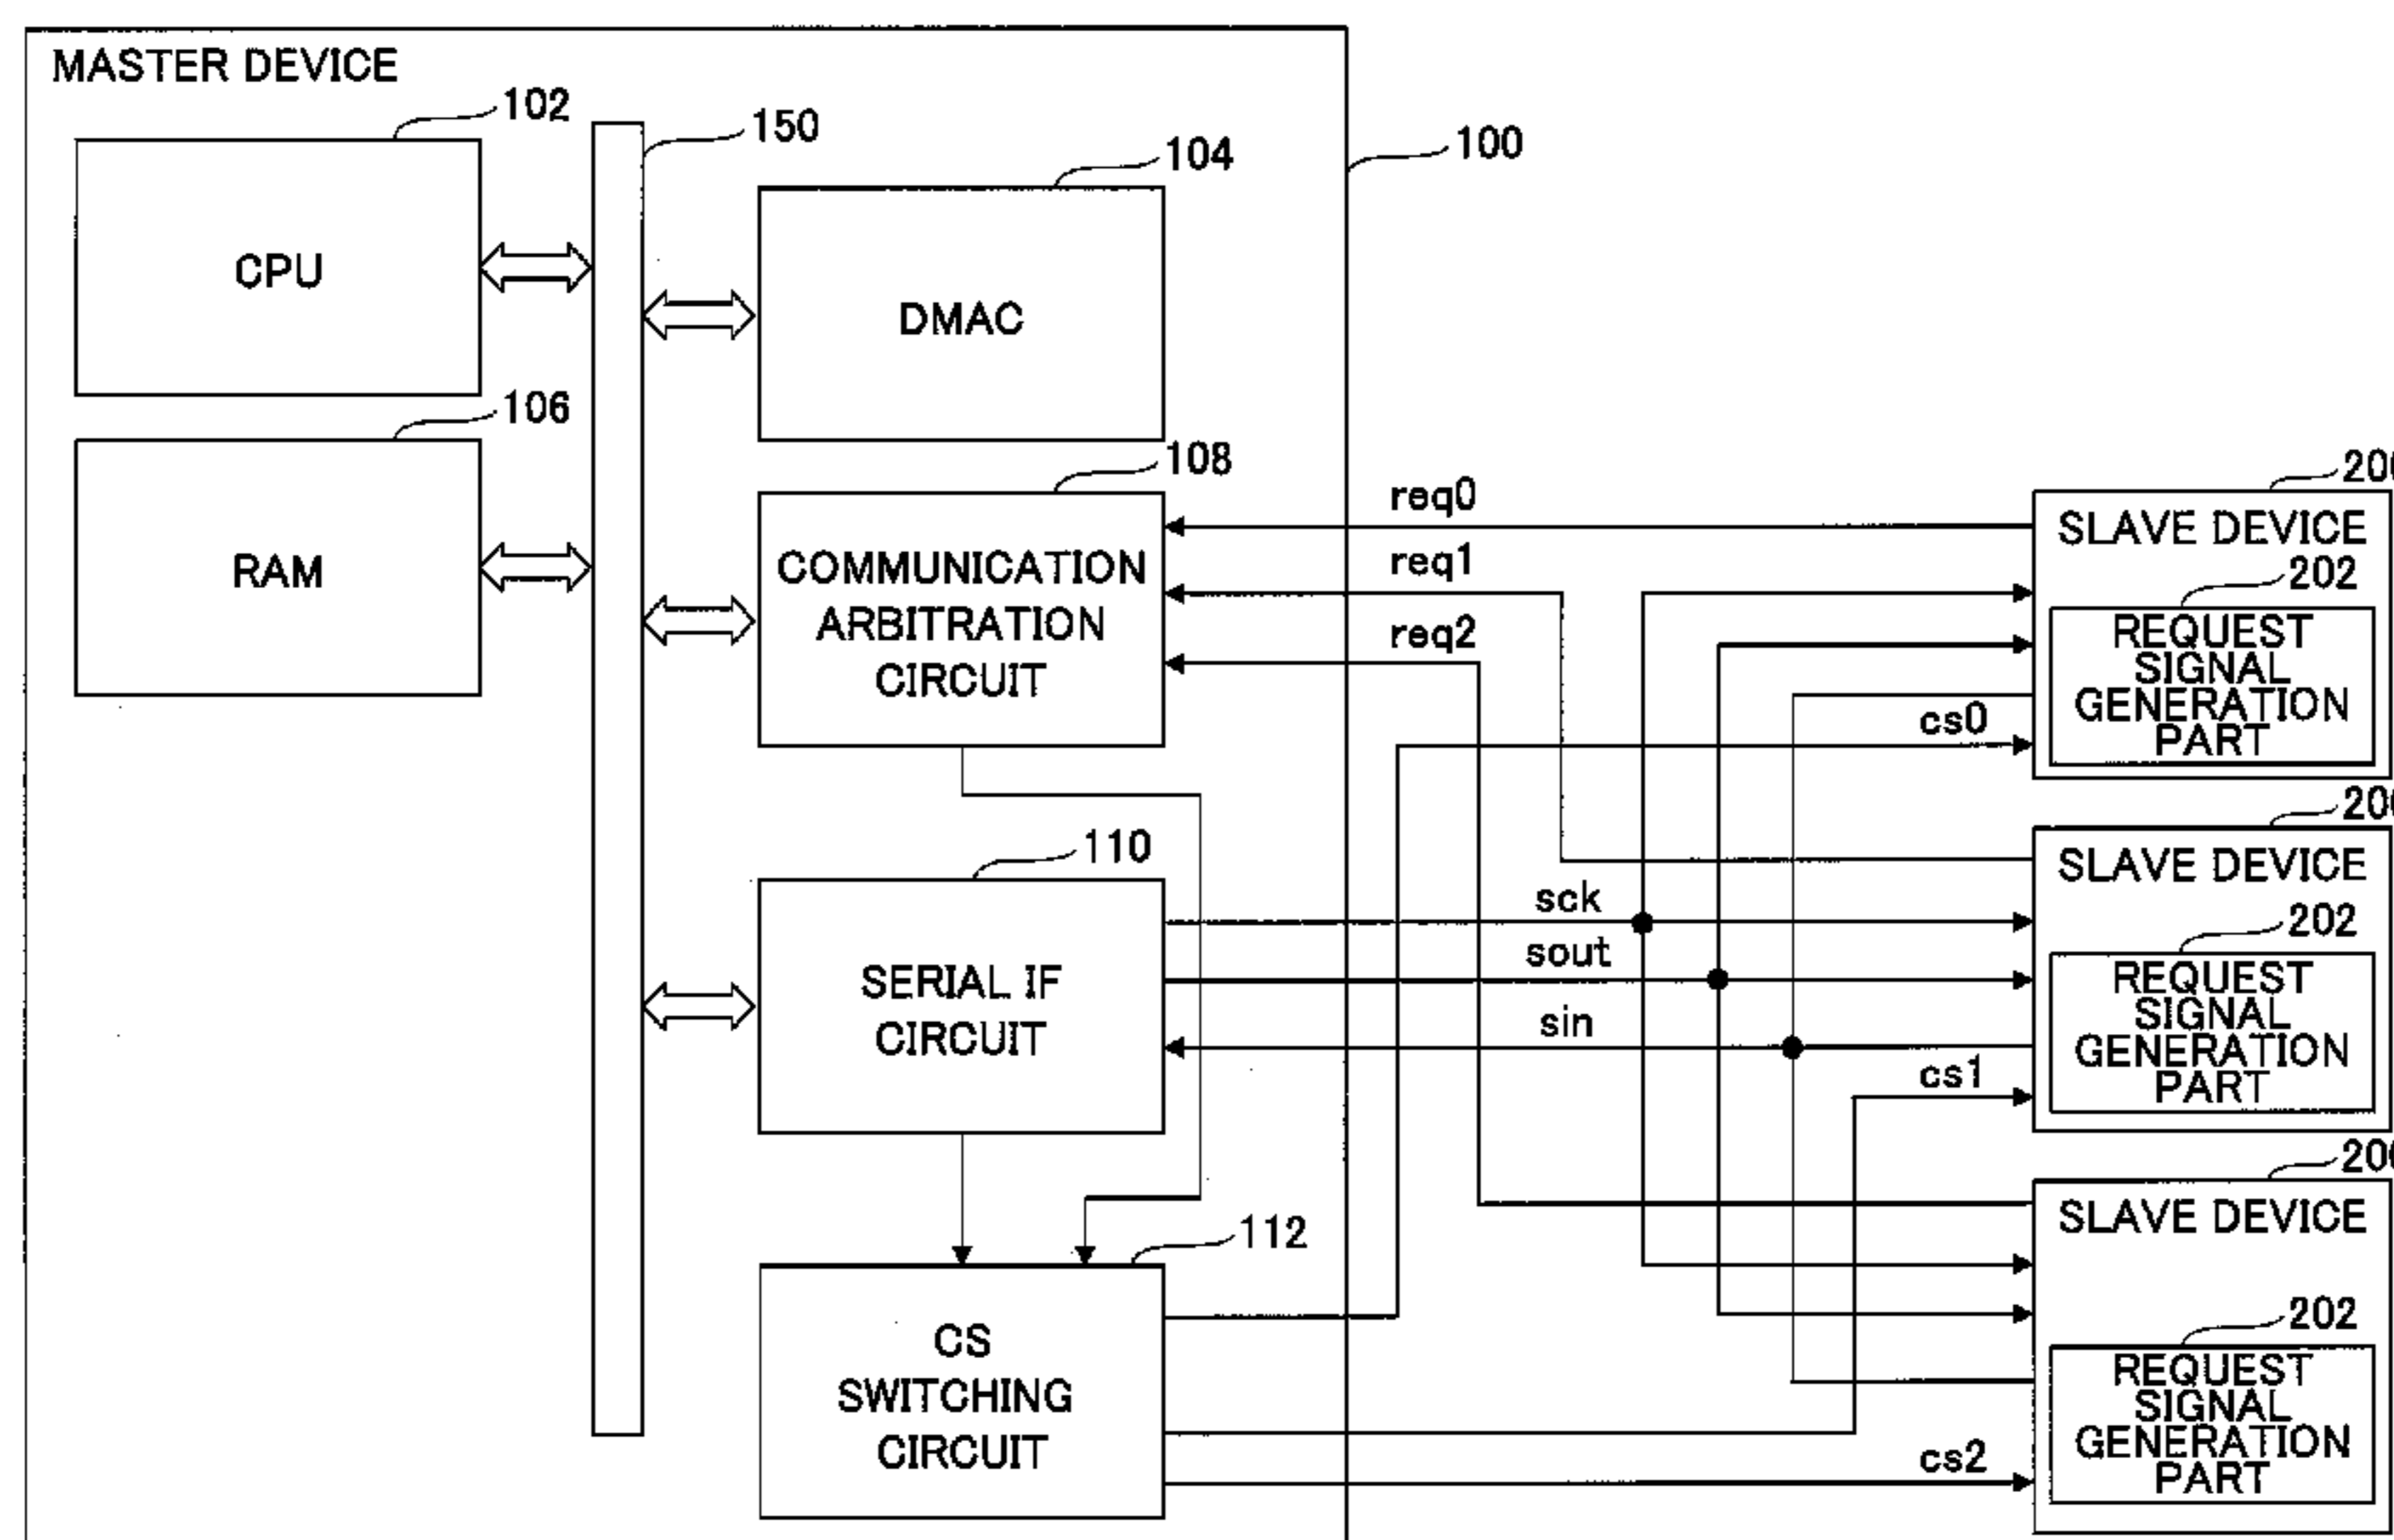 MASTER DEVICE
102
150
104
100
CPU
DMAC
106
RAM
108
COMMUNICATION
ARBITRATION
CIRCUIT
req0
req1
req2
110
SERIAL IF
CIRCUIT
sck
sout
sin
112
CS
SWITCHING
CIRCUIT
cs0
cs1
cs2
SLAVE DEVICE
202
REQUEST
SIGNAL
GENERATION
PART
SLAVE DEVICE
202
REQUEST
SIGNAL
GENERATION
PART
SLAVE DEVICE
202
REQUEST
SIGNAL
GENERATION
PART